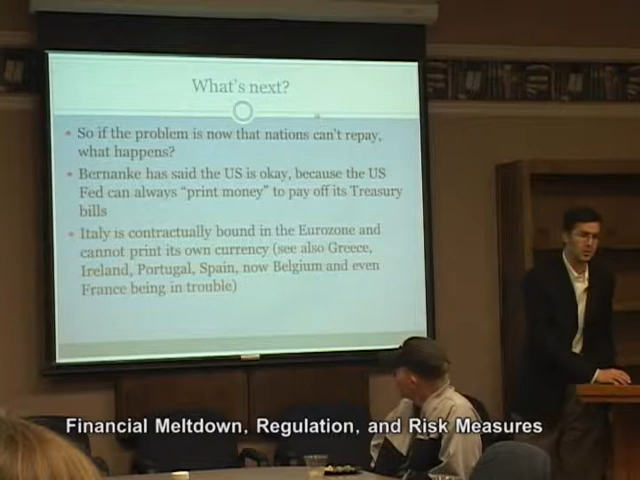 What's next?
• So if the problem is now that nations can't repay,
what happens?
• Bernanke has said the US is okay, because the US
Fed can always "print money" to pay off its Treasury
bills
• Italy is contractually bound in the Eurozone and
cannot print its own currency (see also Greece,
Ireland, Portugal, Spain, now Belgium and even
France being in trouble)
Financial Meltdown, Regulation, and Risk Measures